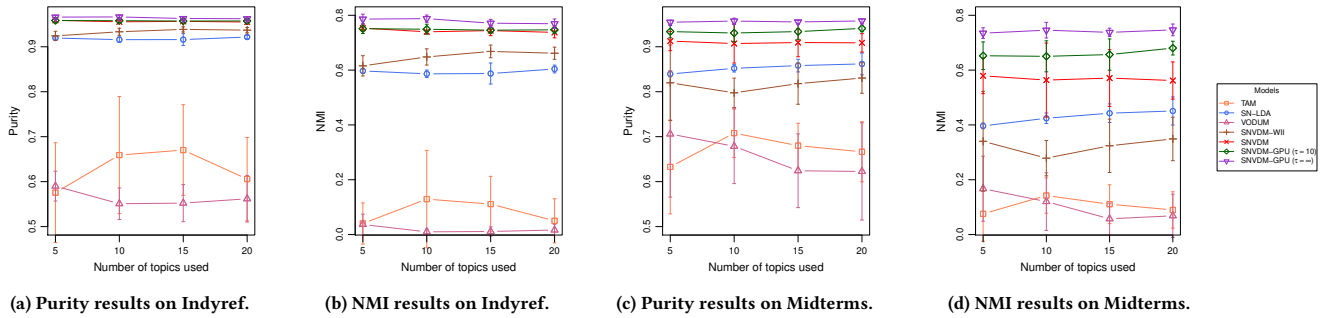 0.5 0.6 0.7 0.8 0.9
Purity
5 10 15 20
Number of topics used
(a) Purity results on Indyref.
0.0 0.2 0.4 0.6 0.8
NMI
5 10 15 20
Number of topics used
(b) NMI results on Indyref.
0.5 0.6 0.7 0.8 0.9
Purity
5 10 15 20
Number of topics used
(c) Purity results on Midterms.
0.0 0.2 0.4 0.6 0.8
NMI
5 10 15 20
Number of topics used
(d) NMI results on Midterms.
Models
TAM
SN−LDA
VODUM
SNVDM−WII
SNVDM
SNVDM−GPU (τ = 10)
SNVDM−GPU (τ = ∞)